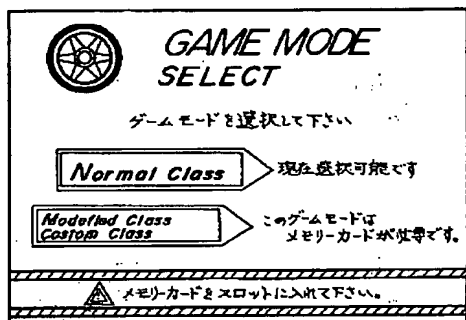 GAME MODE
SELECT
ゲームモードを選択して下さい
Normal Class
現在選択可能です
Modefied Class
Costom Class
このゲームモードは
メモリーカードが必要です。
メモリーカードをスロットに入れて下さい。